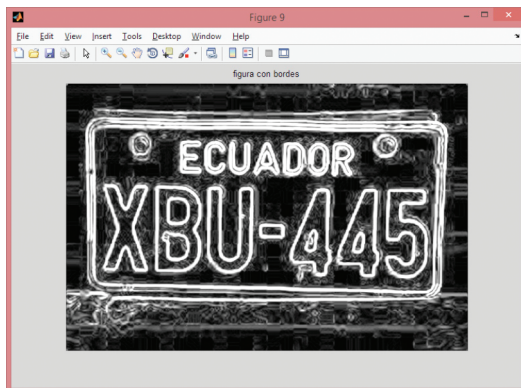 Figure 9
File Edit View Insert Tools Desktop Window Help
figura con bordes
ECUADOR
XBU-445